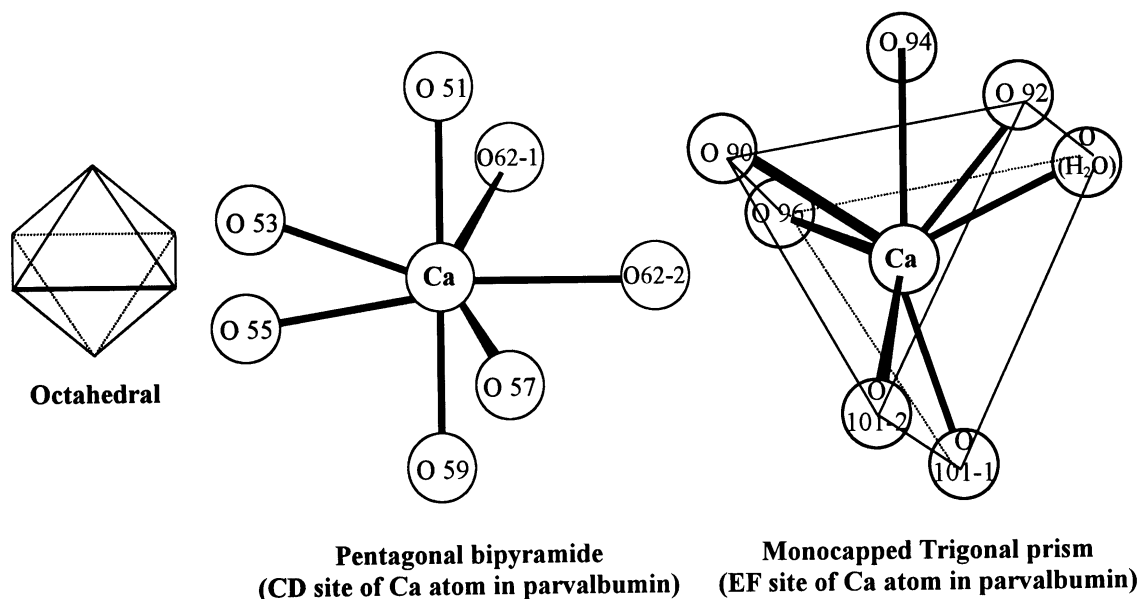 Octahedral
O 51
O62-1
O 53
Ca
O62-2
O 55
O 57
O 59
Pentagonal bipyramide
(CD site of Ca atom in parvalbumin)
O 94
O 92
O 90
O
(H₂O)
O 96
Ca
O
101-2
O
101-1
Monocapped Trigonal prism
(EF site of Ca atom in parvalbumin)